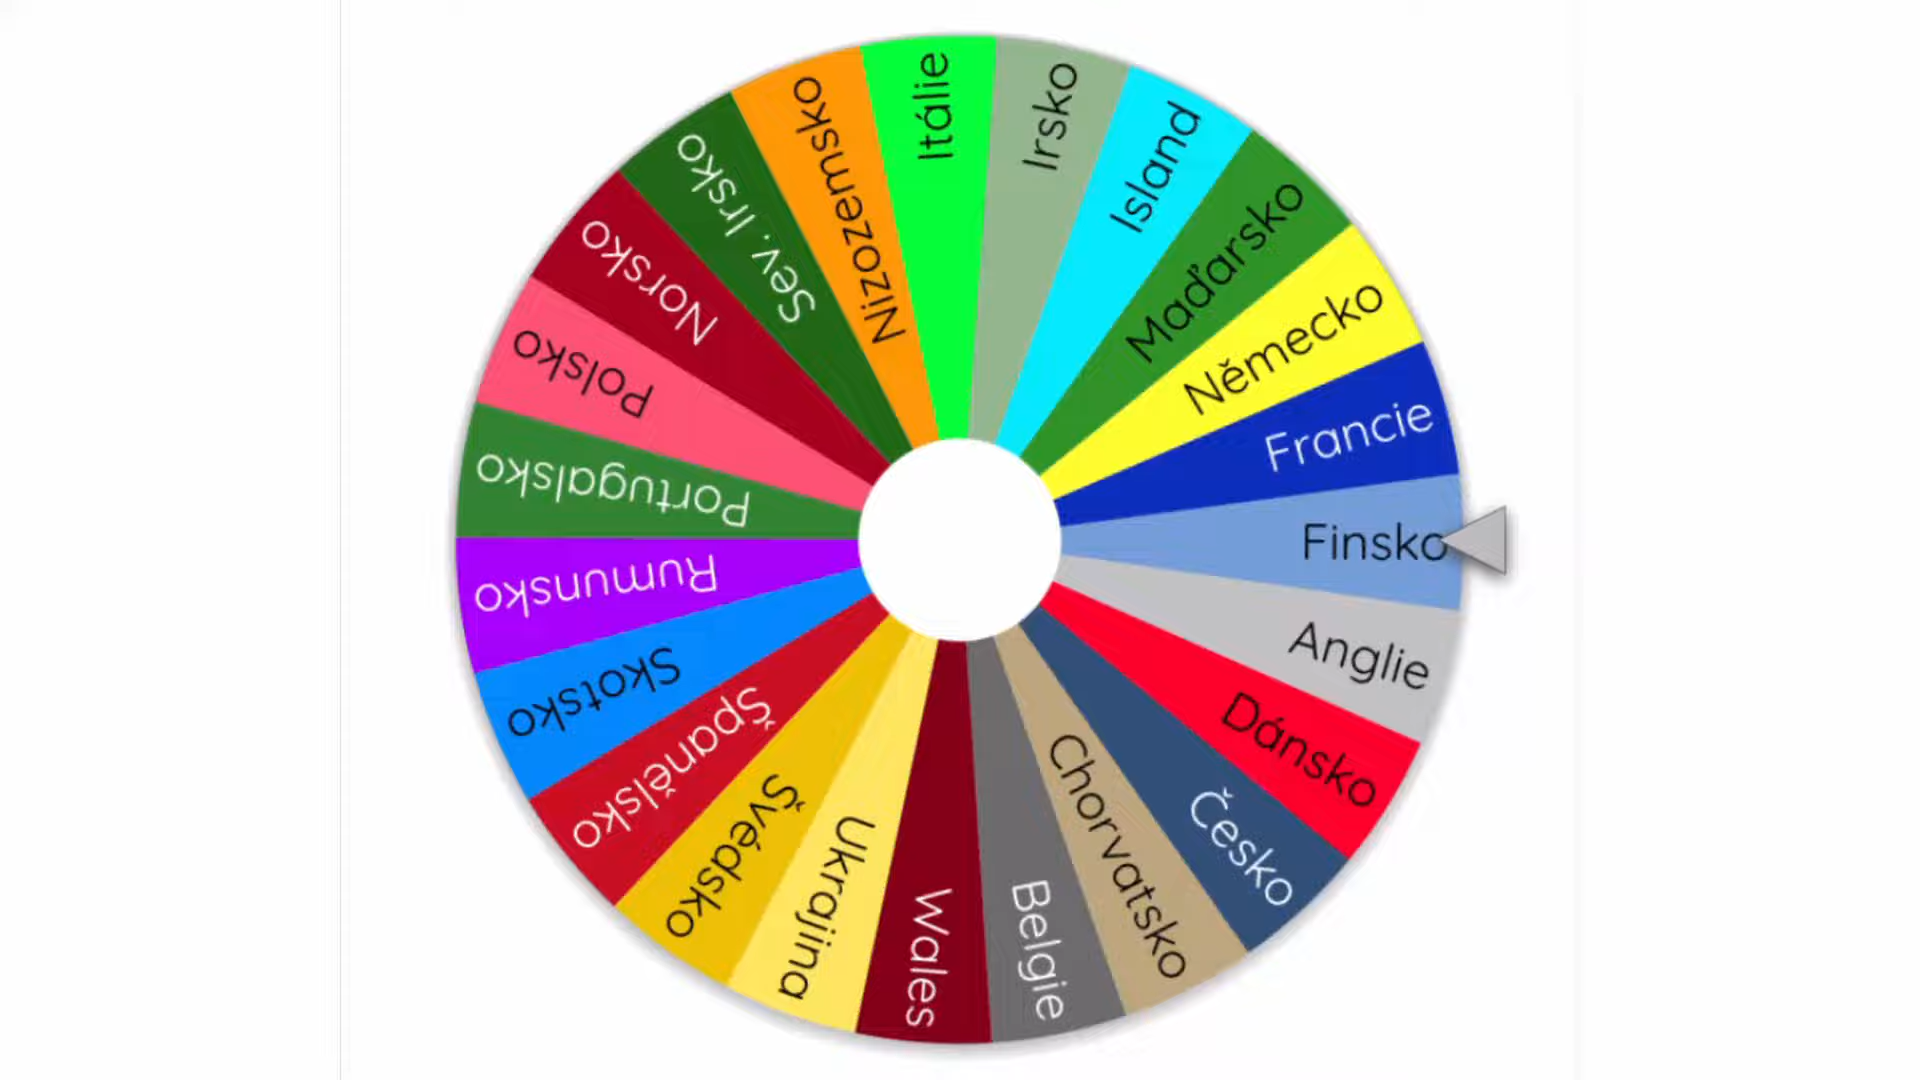 Itálie
Irsko
Island
Maďarsko
Německo
Francie
Finsko
Anglie
Dánsko
Česko
Chorvatsko
Belgie
Wales
Ukrajina
Švédsko
Španělsko
Skotsko
Rumunsko
Portugalsko
Polsko
Norsko
Sev. Irsko
Nizozemsko